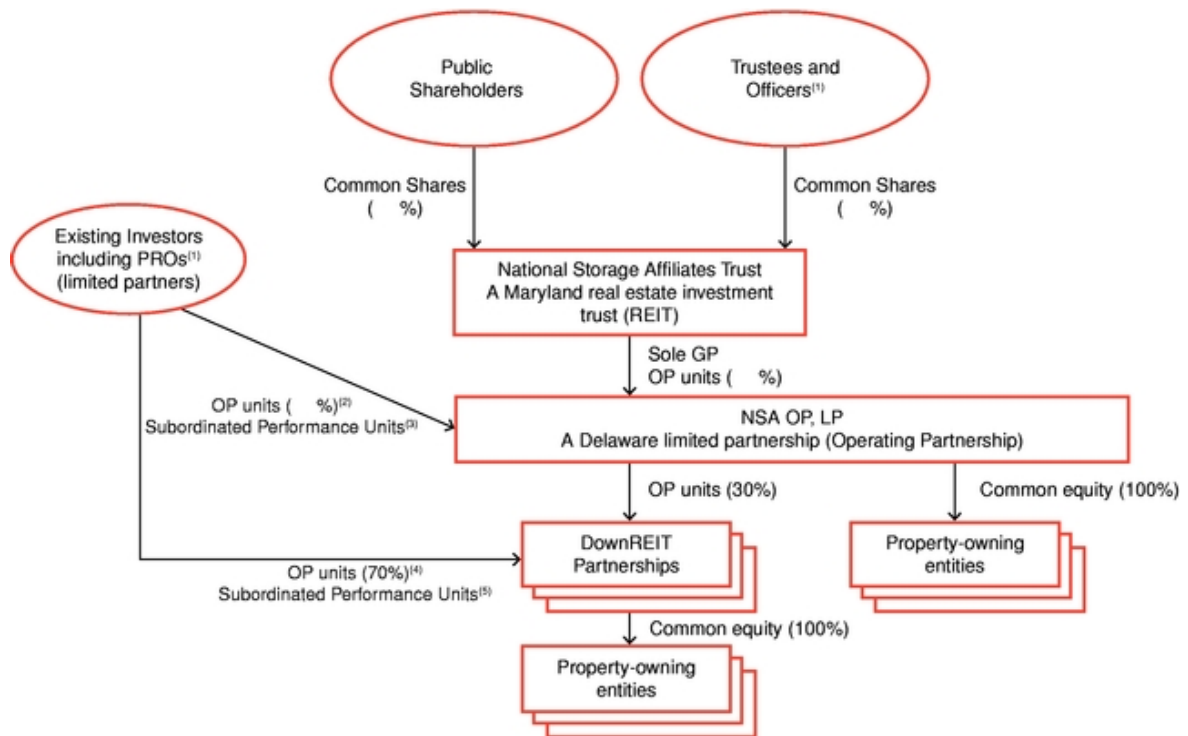 Public
Shareholders
Trustees and
Officers(1)
Common Shares
( %)
Common Shares
( %)
Existing Investors
including PROs(1)
(limited partners)
National Storage Affiliates Trust
A Maryland real estate investment
trust (REIT)
Sole GP
OP units ( %)
OP units ( %)(2)
Subordinated Performance Units(3)
NSA OP, LP
A Delaware limited partnership (Operating Partnership)
OP units (30%)
Common equity (100%)
DownREIT
Partnerships
Property-owning
entities
OP units (70%)(4)
Subordinated Performance Units(5)
Common equity (100%)
Property-owning
entities